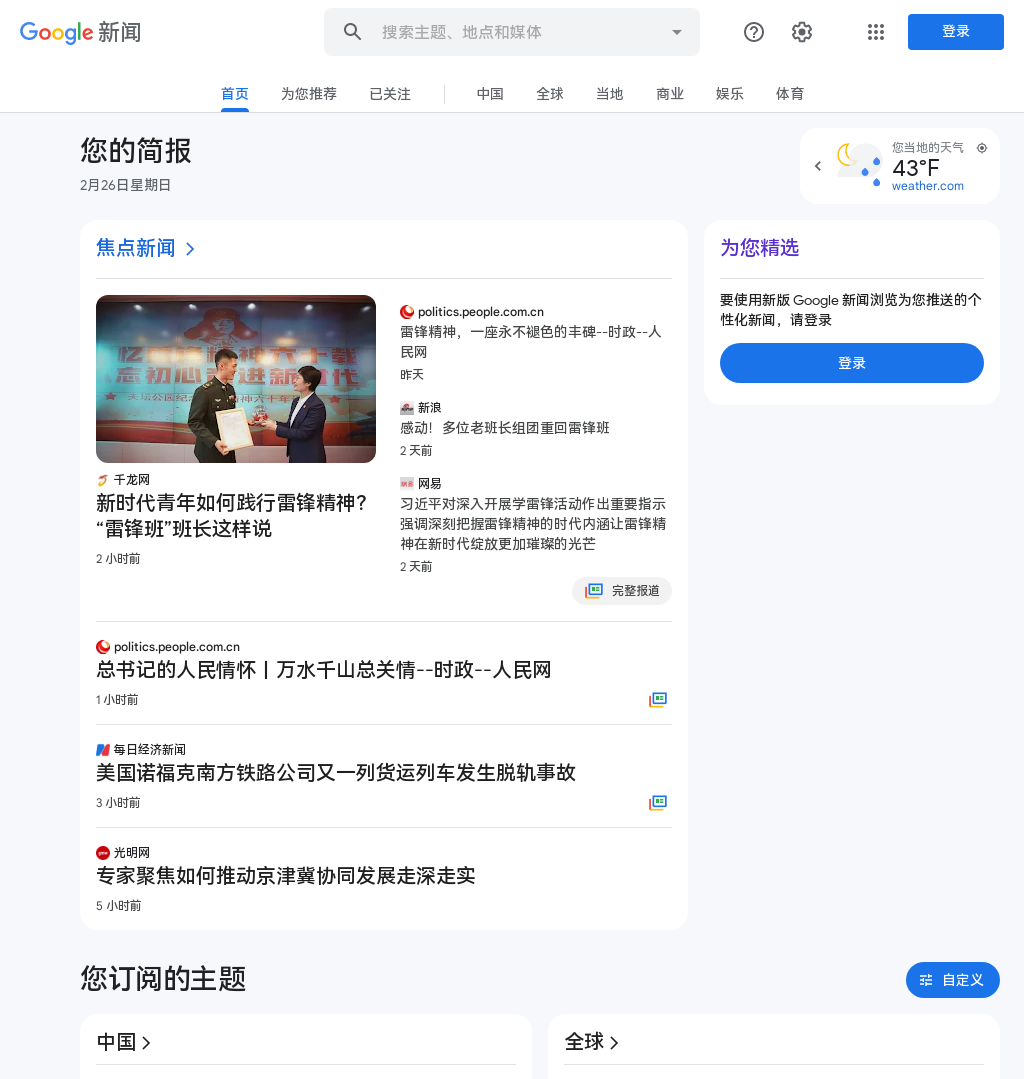 Google 新闻
搜索主题、地点和媒体
登录
首页
为您推荐
已关注
中国
全球
当地
商业
娱乐
体育
您的简报
2月26日星期日
您当地的天气
43°F
weather.com
焦点新闻
千龙网
新时代青年如何践行雷锋精神？
“雷锋班”班长这样说
2 小时前
politics.people.com.cn
雷锋精神，一座永不褪色的丰碑--时政--人
民网
昨天
新浪
感动！多位老班长组团重回雷锋班
2 天前
网易
习近平对深入开展学雷锋活动作出重要指示
强调深刻把握雷锋精神的时代内涵让雷锋精
神在新时代绽放更加璀璨的光芒
2 天前
完整报道
politics.people.com.cn
总书记的人民情怀丨万水千山总关情--时政--人民网
1 小时前
每日经济新闻
美国诺福克南方铁路公司又一列货运列车发生脱轨事故
3 小时前
光明网
专家聚焦如何推动京津冀协同发展走深走实
5 小时前
为您精选
要使用新版 Google 新闻浏览为您推送的个
性化新闻，请登录
登录
您订阅的主题
自定义
中国
全球